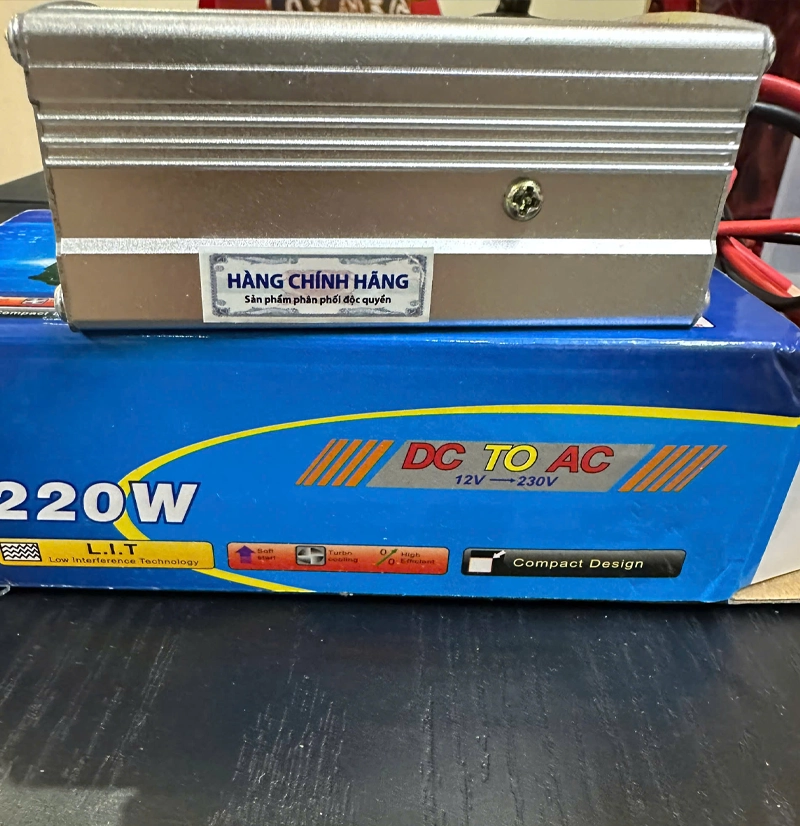 HÀNG CHÍNH HÃNG
Sản phẩm phân phối độc quyền
DC TO AC
12V → 230V
220W
L.I.T
Low Interference Technology
Soft start
Turbo cooling
High Efficient
Compact Design